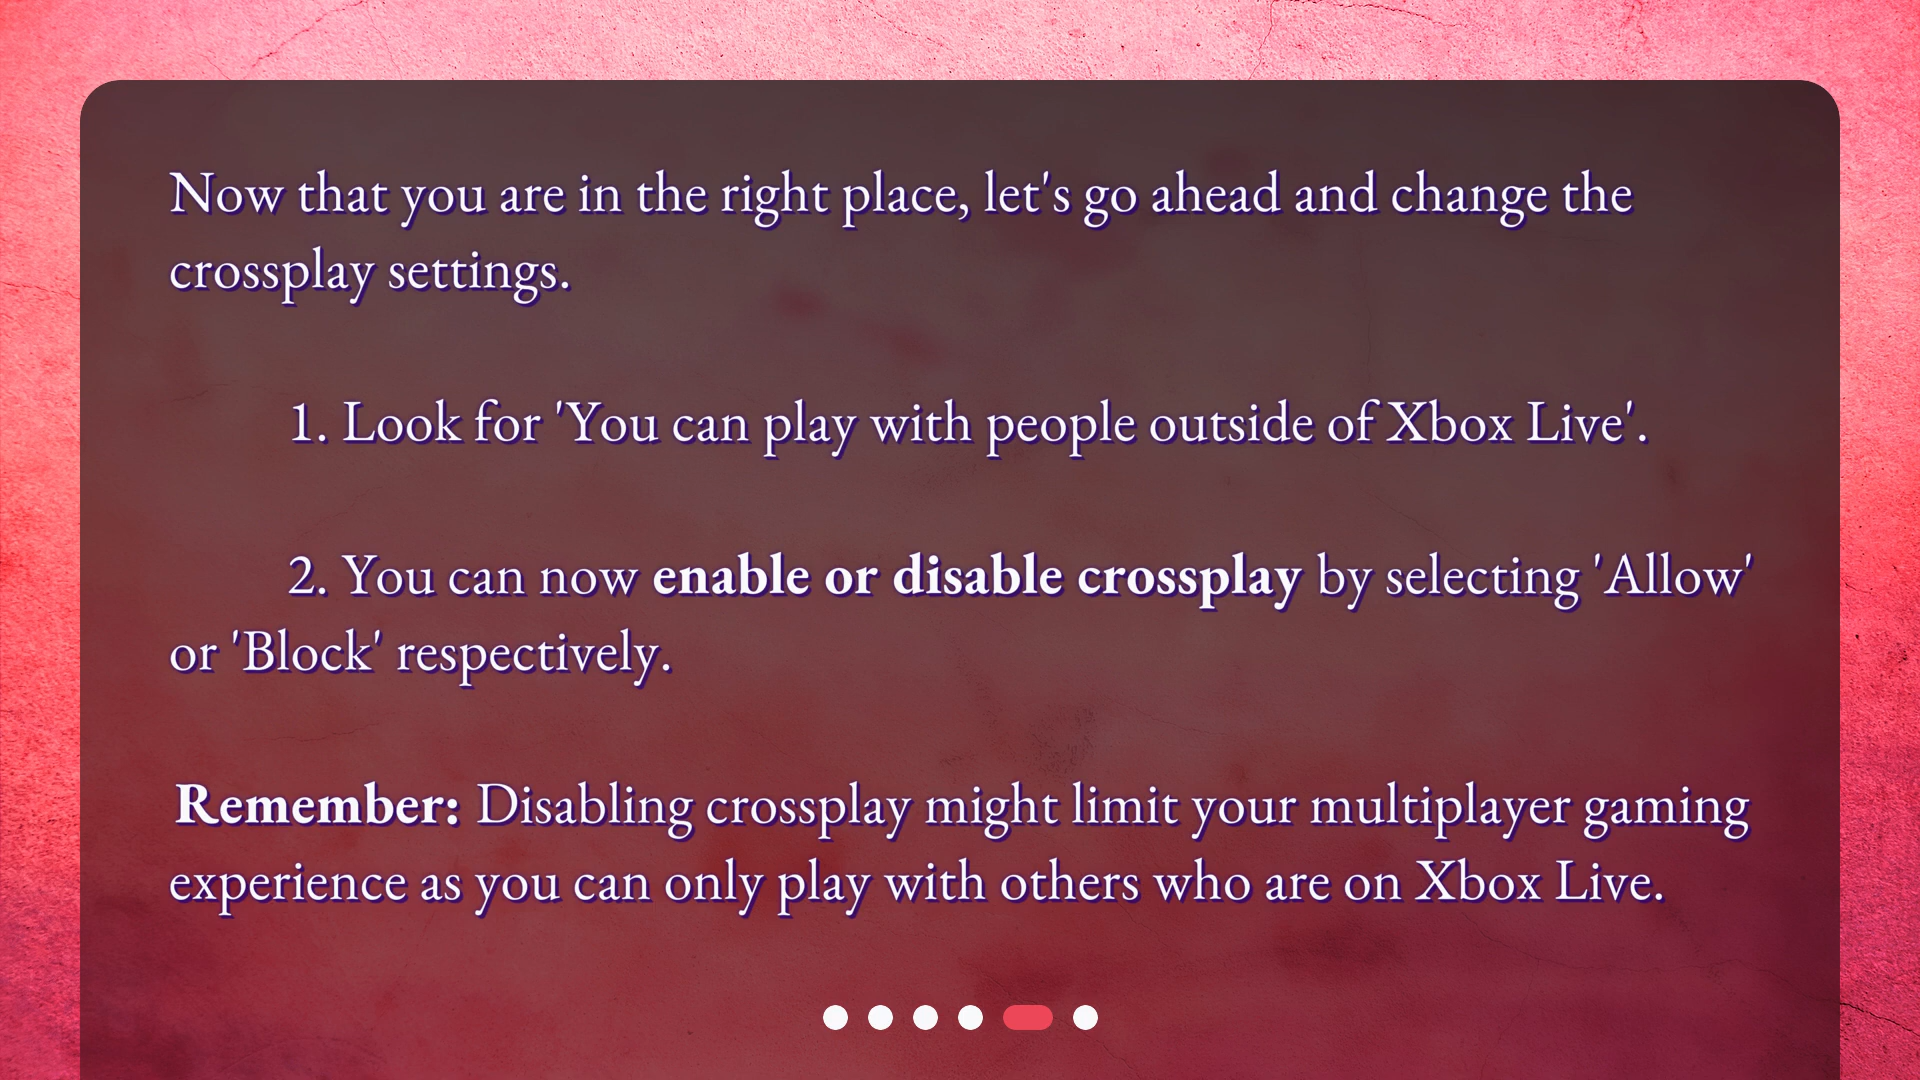 Now that you are in the right place, let's go ahead and change the
crossplay settings.
1. Look for 'You can play with people outside of Xbox Live'.
2. You can now enable or disable crossplay by selecting 'Allow'
or 'Block' respectively.
Remember: Disabling crossplay might limit your multiplayer gaming
experience as you can only play with others who are on Xbox Live.